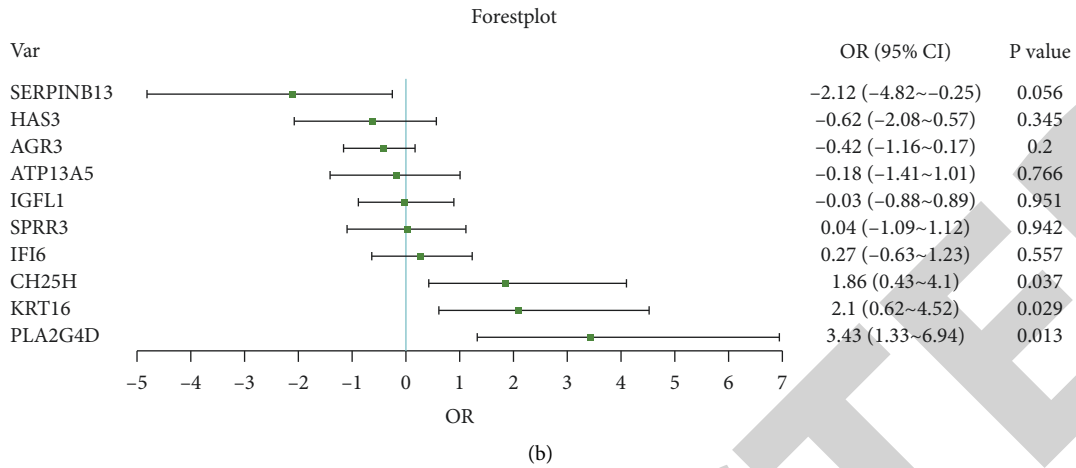 Forestplot
Var OR (95% CI) P value
SERPINB13 –2.12 (–4.82~–0.25) 0.056
HAS3 –0.62 (–2.08~0.57) 0.345
AGR3 –0.42 (–1.16~0.17) 0.2
ATP13A5 –0.18 (–1.41~1.01) 0.766
IGFL1 –0.03 (–0.88~0.89) 0.951
SPRR3 0.04 (–1.09~1.12) 0.942
IFI6 0.27 (–0.63~1.23) 0.557
CH25H 1.86 (0.43~4.1) 0.037
KRT16 2.1 (0.62~4.52) 0.029
PLA2G4D 3.43 (1.33~6.94) 0.013
–5 –4 –3 –2 –1 0 1 2 3 4 5 6 7
OR
(b)